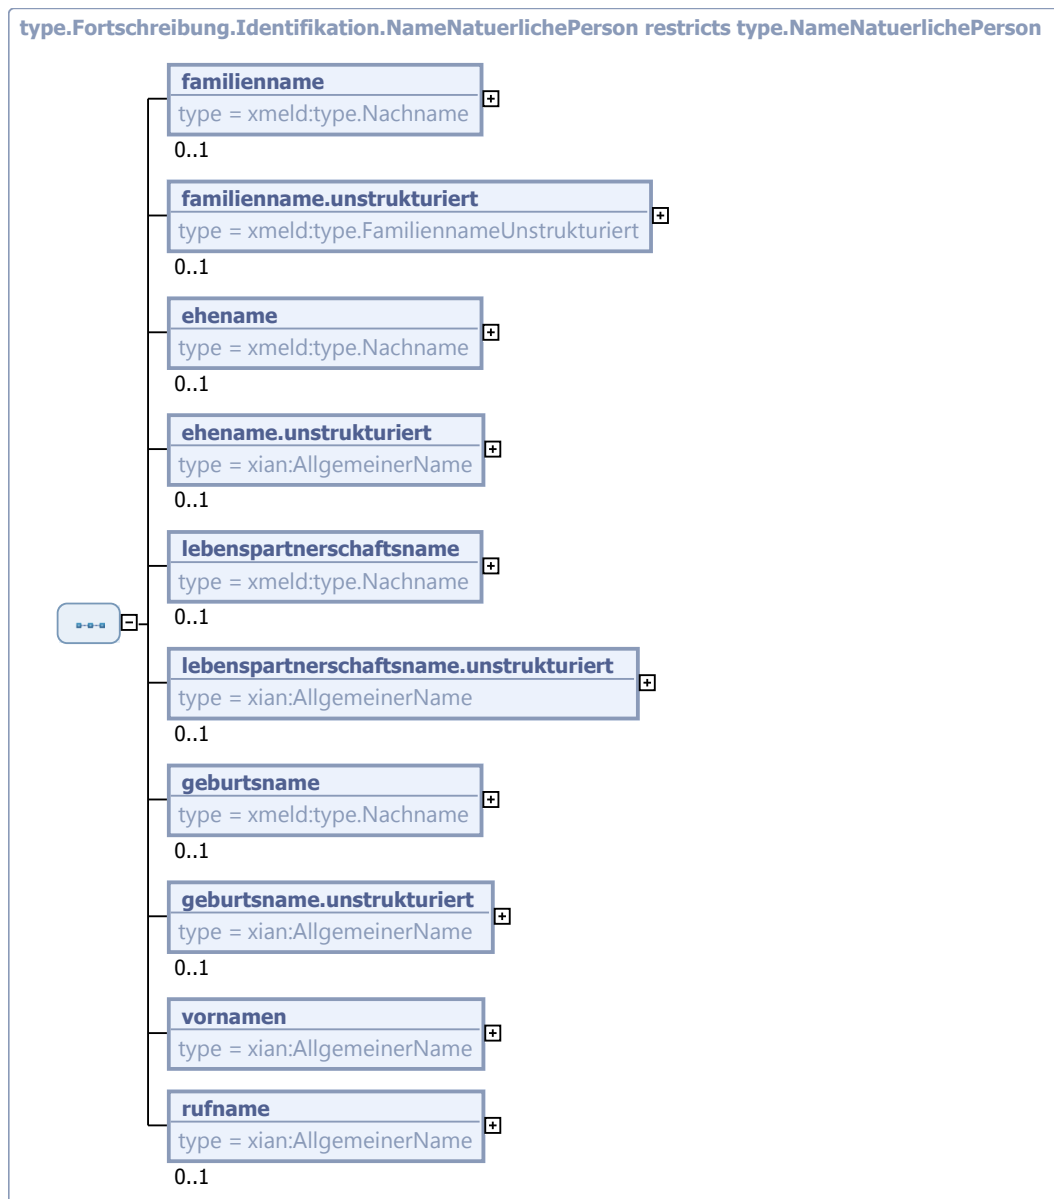 type.Fortschreibung.Identifikation.NameNatuerlichePerson restricts type.NameNatuerlichePerson
familienname
type = xmeld:type.Nachname
0..1
familienname.unstrukturiert
type = xmeld:type.FamiliennameUnstrukturiert
0..1
ehename
type = xmeld:type.Nachname
0..1
ehename.unstrukturiert
type = xian:AllgemeinerName
0..1
lebenspartnerschaftsname
type = xmeld:type.Nachname
0..1
lebenspartnerschaftsname.unstrukturiert
type = xian:AllgemeinerName
0..1
geburtsname
type = xmeld:type.Nachname
0..1
geburtsname.unstrukturiert
type = xian:AllgemeinerName
0..1
vornamen
type = xian:AllgemeinerName
rufname
type = xian:AllgemeinerName
0..1